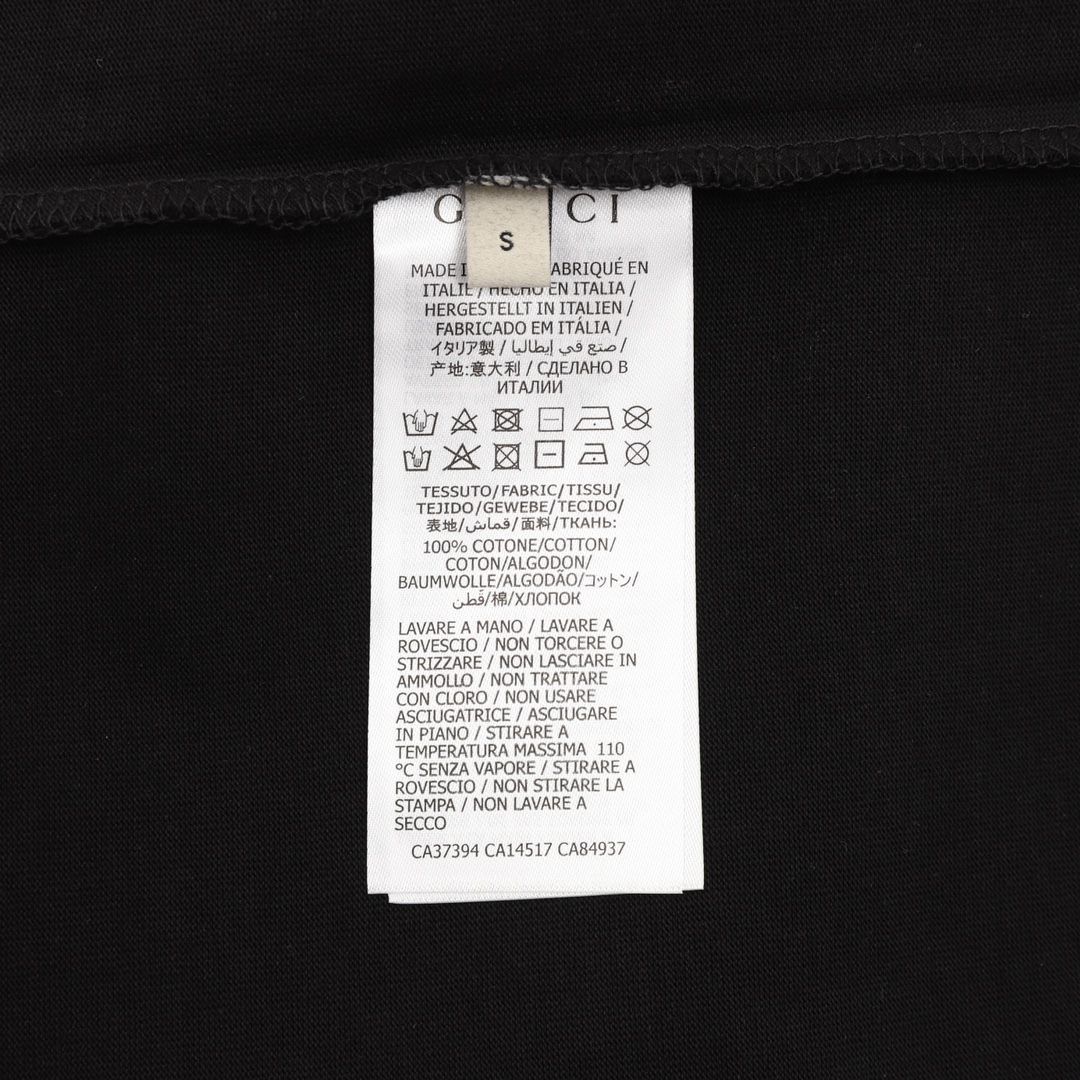 G CI
S
MADE I ABRIQUÉ EN
ITALIE / HECHO EN ITALIA /
HERGESTELLT IN ITALIEN /
FABRICADO EM ITÁLIA /
イタリア製 / صنع في إيطاليا /
产地:意大利 / СДЕЛАНО В
ИТАЛИИ
TESSUTO/FABRIC/TISSU/
TEJIDO/GEWEBE/TECIDO/
表地/قماش/面料/ТКАНЬ:
100% COTONE/COTTON/
COTON/ALGODON/
BAUMWOLLE/ALGODÃO/コットン/
قطن/棉/ХЛОПОК
LAVARE A MANO / LAVARE A
ROVESCIO / NON TORCERE O
STRIZZARE / NON LASCIARE IN
AMMOLLO / NON TRATTARE
CON CLORO / NON USARE
ASCIUGATRICE / ASCIUGARE
IN PIANO / STIRARE A
TEMPERATURA MASSIMA 110
°C SENZA VAPORE / STIRARE A
ROVESCIO / NON STIRARE LA
STAMPA / NON LAVARE A
SECCO
CA37394 CA14517 CA84937